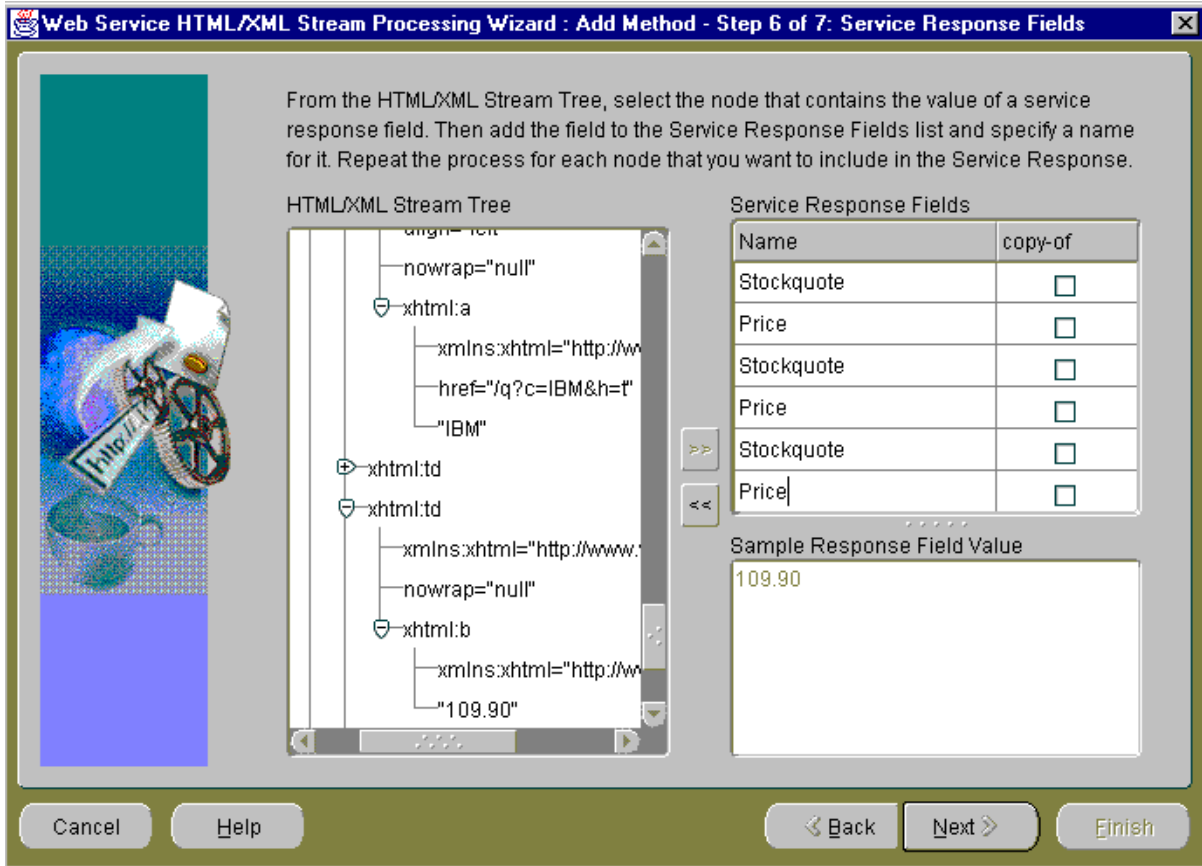 Web Service HTML/XML Stream Processing Wizard : Add Method - Step 6 of 7: Service Response Fields
From the HTML/XML Stream Tree, select the node that contains the value of a service
response field. Then add the field to the Service Response Fields list and specify a name
for it. Repeat the process for each node that you want to include in the Service Response.
HTML/XML Stream Tree
align="left"
nowrap="null"
xhtml:a
xmlns:xhtml="http://w
href="/q?c=IBM&h=t"
"IBM"
xhtml:td
xhtml:td
xmlns:xhtml="http://www.
nowrap="null"
xhtml:b
xmlns:xhtml="http://w
"109.90"
>>
<<
Service Response Fields
Name copy-of
Stockquote
Price
Stockquote
Price
Stockquote
Price
Sample Response Field Value
109.90
http://
Cancel
Help
Back
Next
Finish